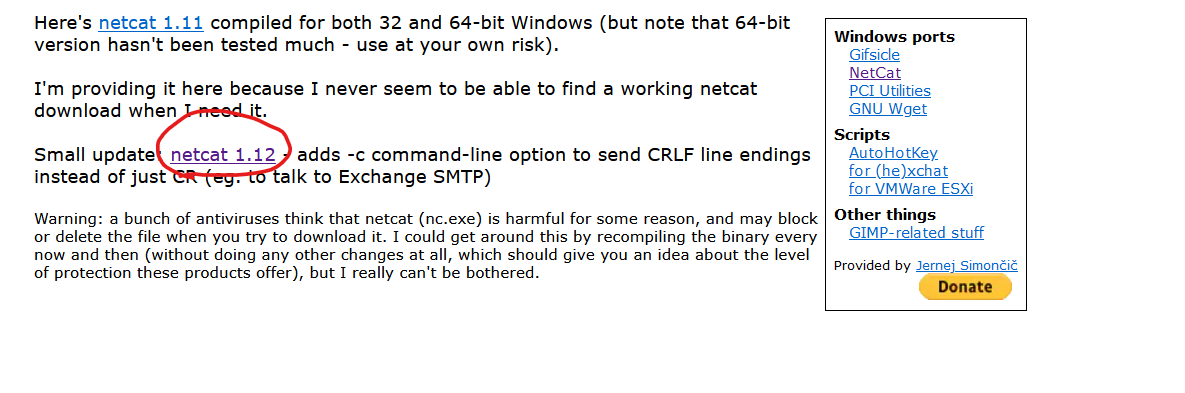 Here's netcat 1.11 compiled for both 32 and 64-bit Windows (but note that 64-bit
version hasn't been tested much - use at your own risk).
I'm providing it here because I never seem to be able to find a working netcat
download when I need it.
Small update: netcat 1.12 - adds -c command-line option to send CRLF line endings
instead of just CR (eg. to talk to Exchange SMTP)
Warning: a bunch of antiviruses think that netcat (nc.exe) is harmful for some reason, and may block
or delete the file when you try to download it. I could get around this by recompiling the binary every
now and then (without doing any other changes at all, which should give you an idea about the level
of protection these products offer), but I really can't be bothered.
Windows ports
Gifsicle
NetCat
PCI Utilities
GNU Wget
Scripts
AutoHotKey
for (he)xchat
for VMWare ESXi
Other things
GIMP-related stuff
Provided by Jernej Simončič
Donate